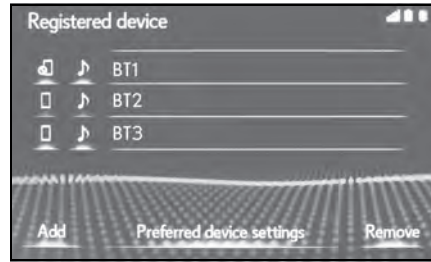 Registered device
BT1
BT2
BT3
Add Preferred device settings Remove